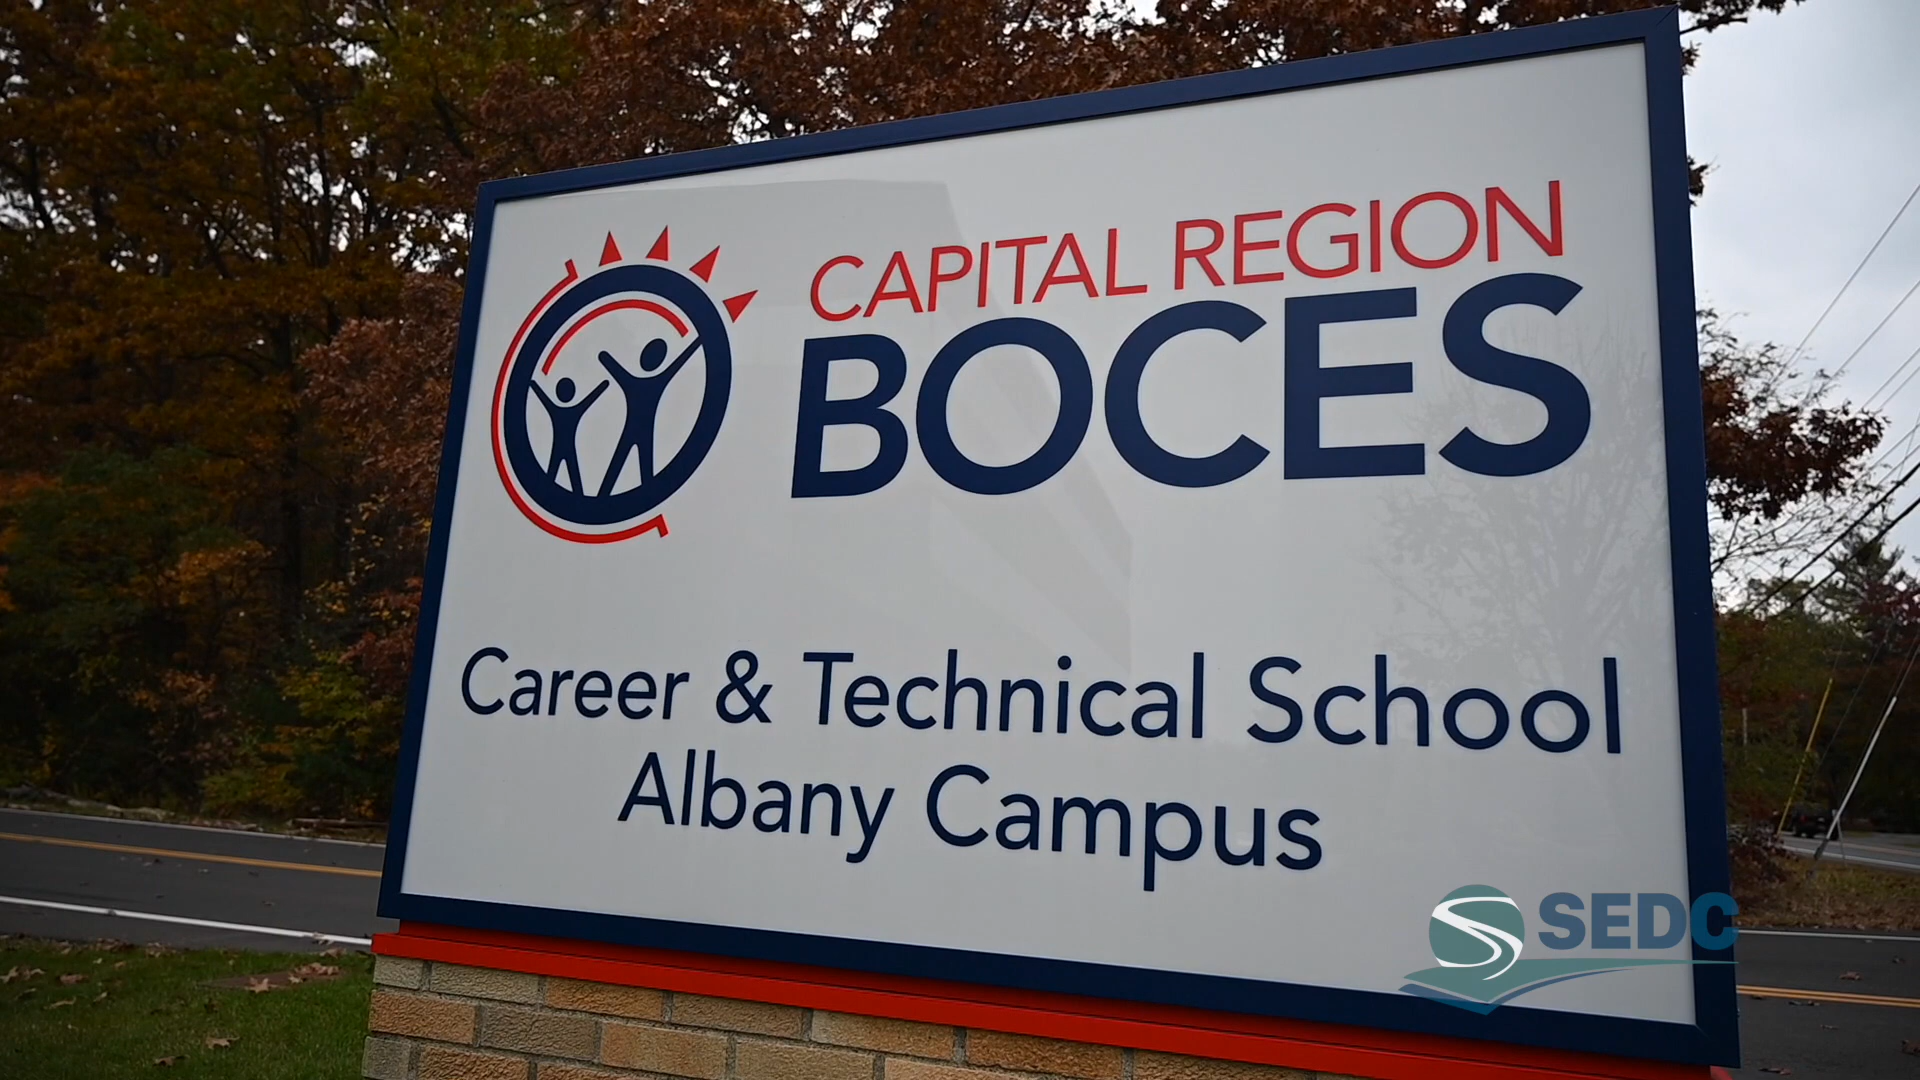 CAPITAL REGION
BOCES
Career & Technical School
Albany Campus
SEDC